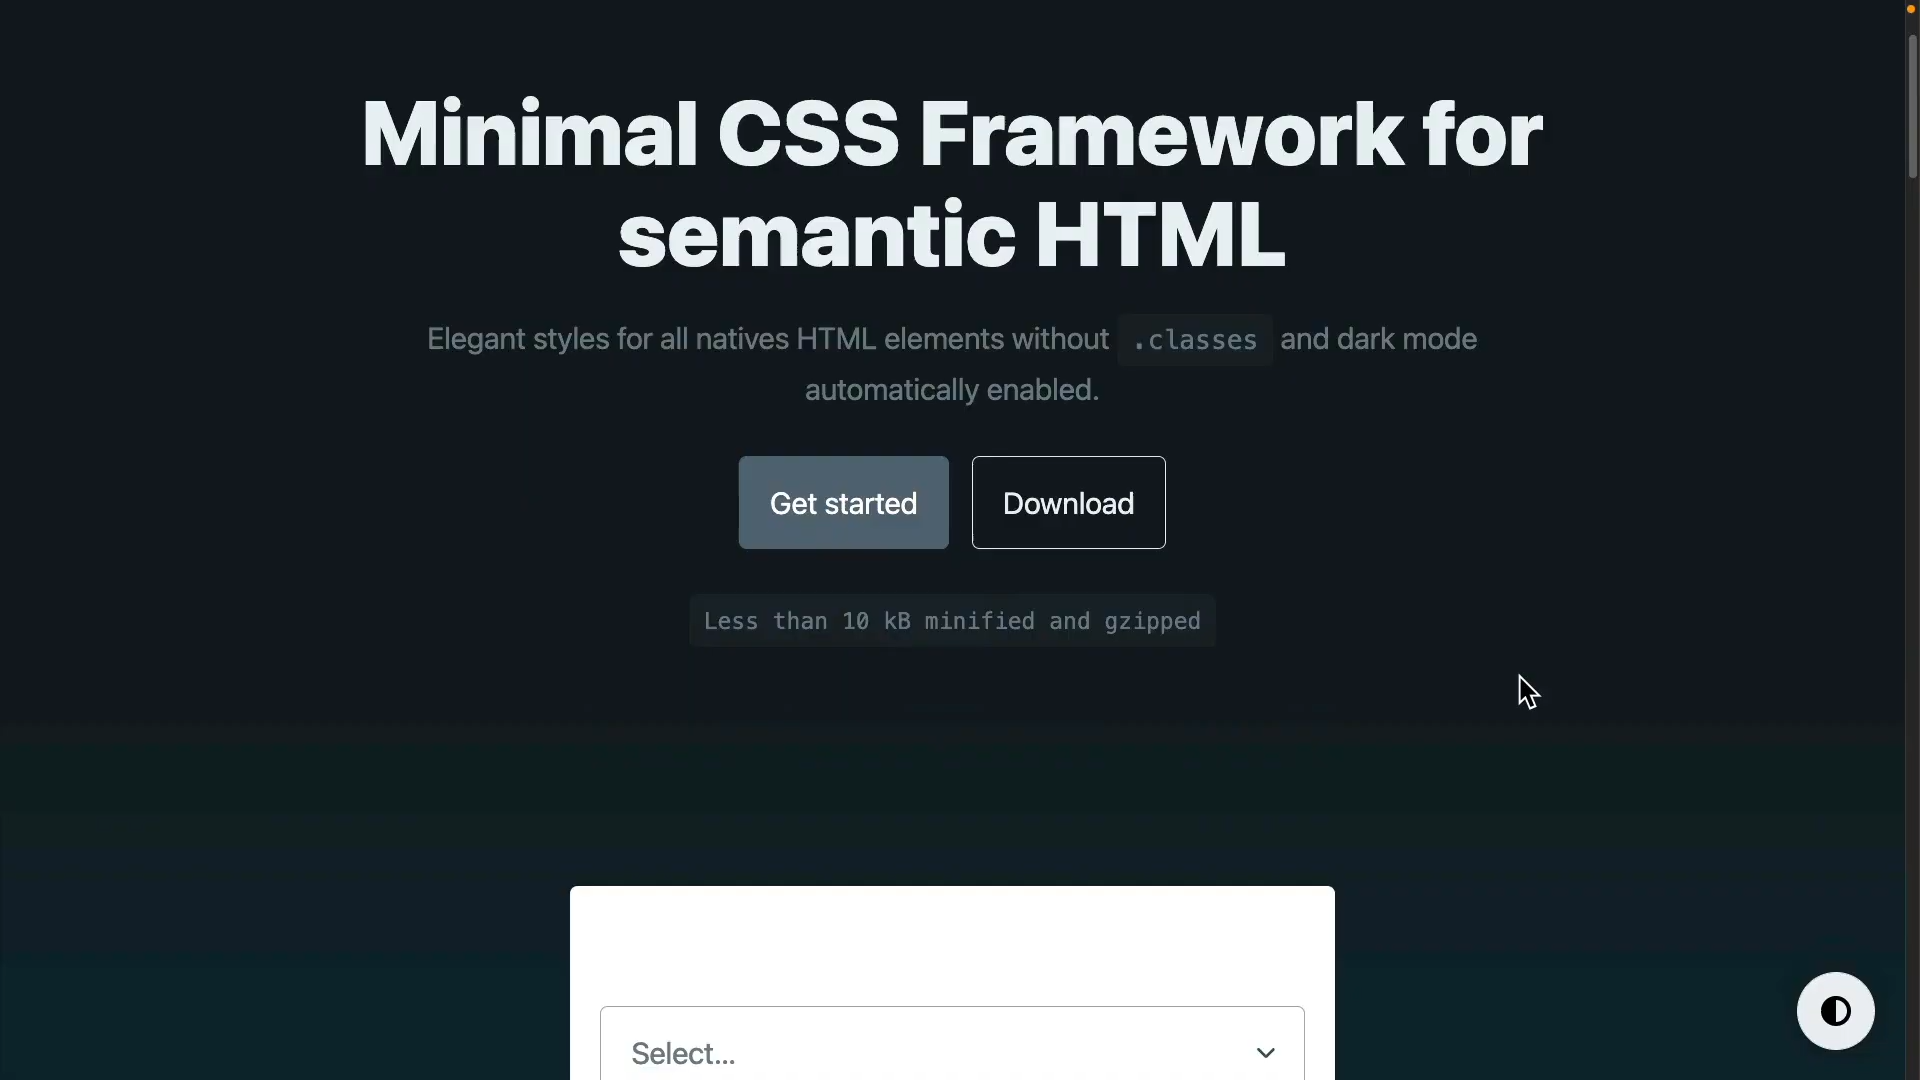 Minimal CSS Framework for
semantic HTML
Elegant styles for all natives HTML elements without .classes and dark mode
automatically enabled.
Get started
Download
Less than 10 kB minified and gzipped
Select...